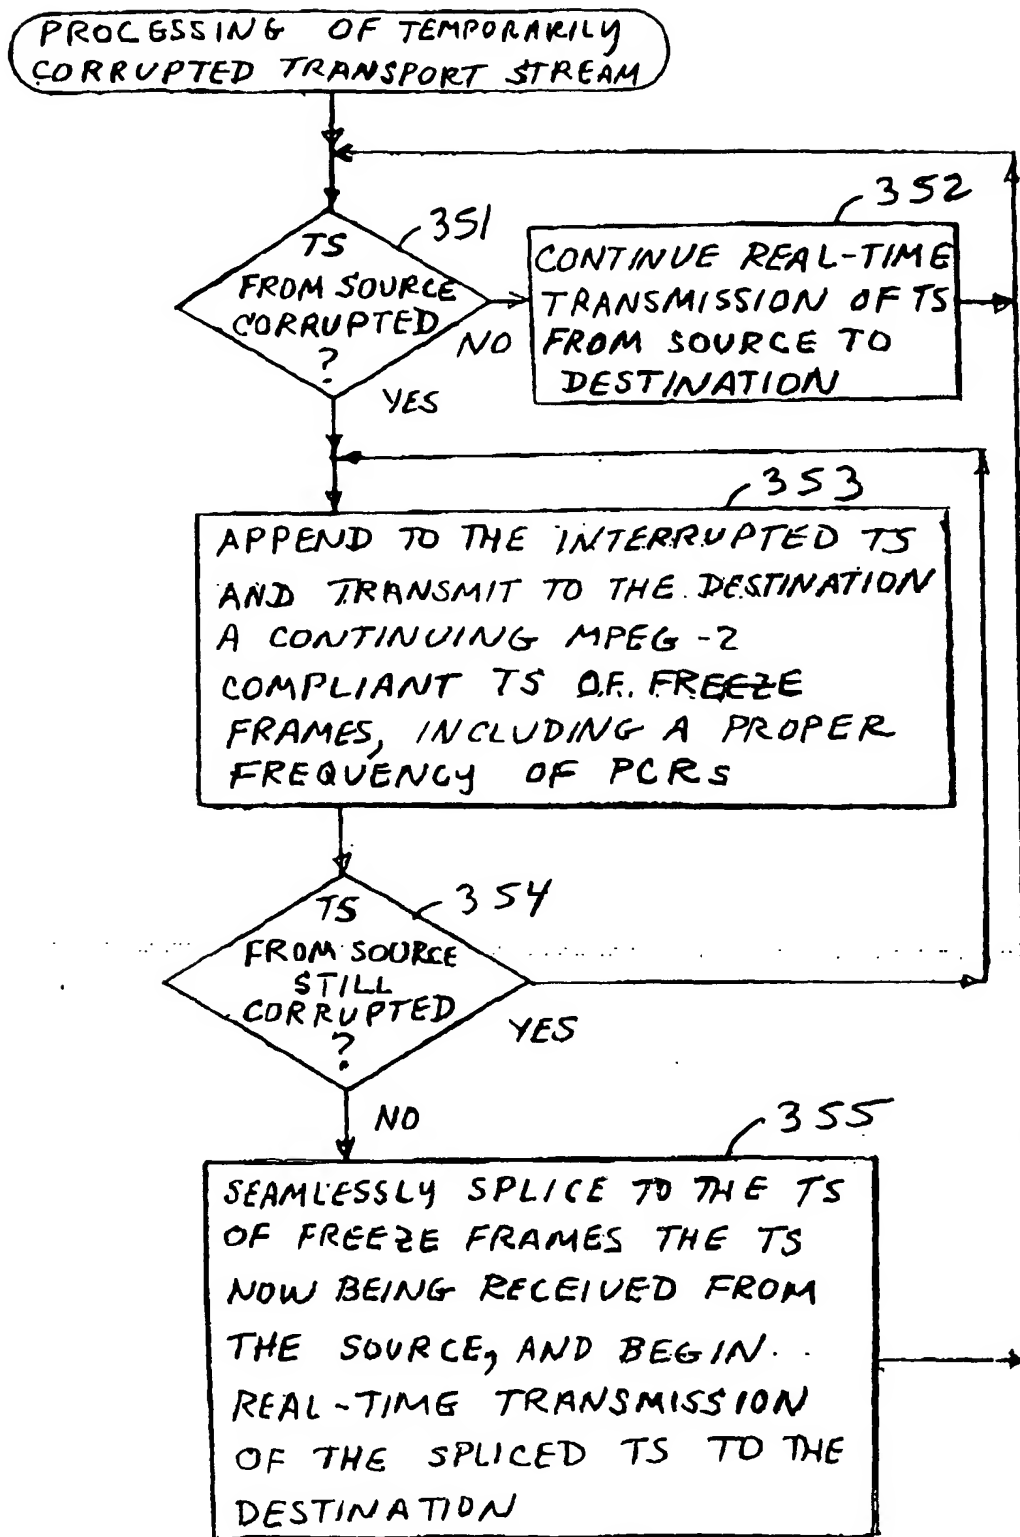 PROCESSING OF TEMPORARILY
CORRUPTED TRANSPORT STREAM
351
TS
FROM SOURCE
CORRUPTED
?
NO
YES
352
CONTINUE REAL-TIME
TRANSMISSION OF TS
FROM SOURCE TO
DESTINATION
353
APPEND TO THE INTERRUPTED TS
AND TRANSMIT TO THE DESTINATION
A CONTINUING MPEG-2
COMPLIANT TS OF FREEZE
FRAMES, INCLUDING A PROPER
FREQUENCY OF PCRs
354
TS
FROM SOURCE
STILL
CORRUPTED
?
YES
NO
355
SEAMLESSLY SPLICE TO THE TS
OF FREEZE FRAMES THE TS
NOW BEING RECEIVED FROM
THE SOURCE, AND BEGIN
REAL-TIME TRANSMISSION
OF THE SPLICED TS TO THE
DESTINATION